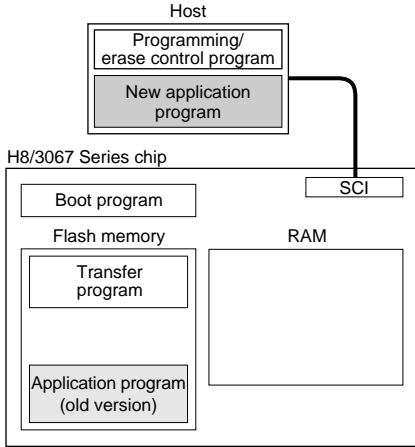 Host
Programming/
erase control program
New application
program
H8/3067 Series chip
SCI
Boot program
Flash memory
RAM
Transfer
program
Application program
(old version)